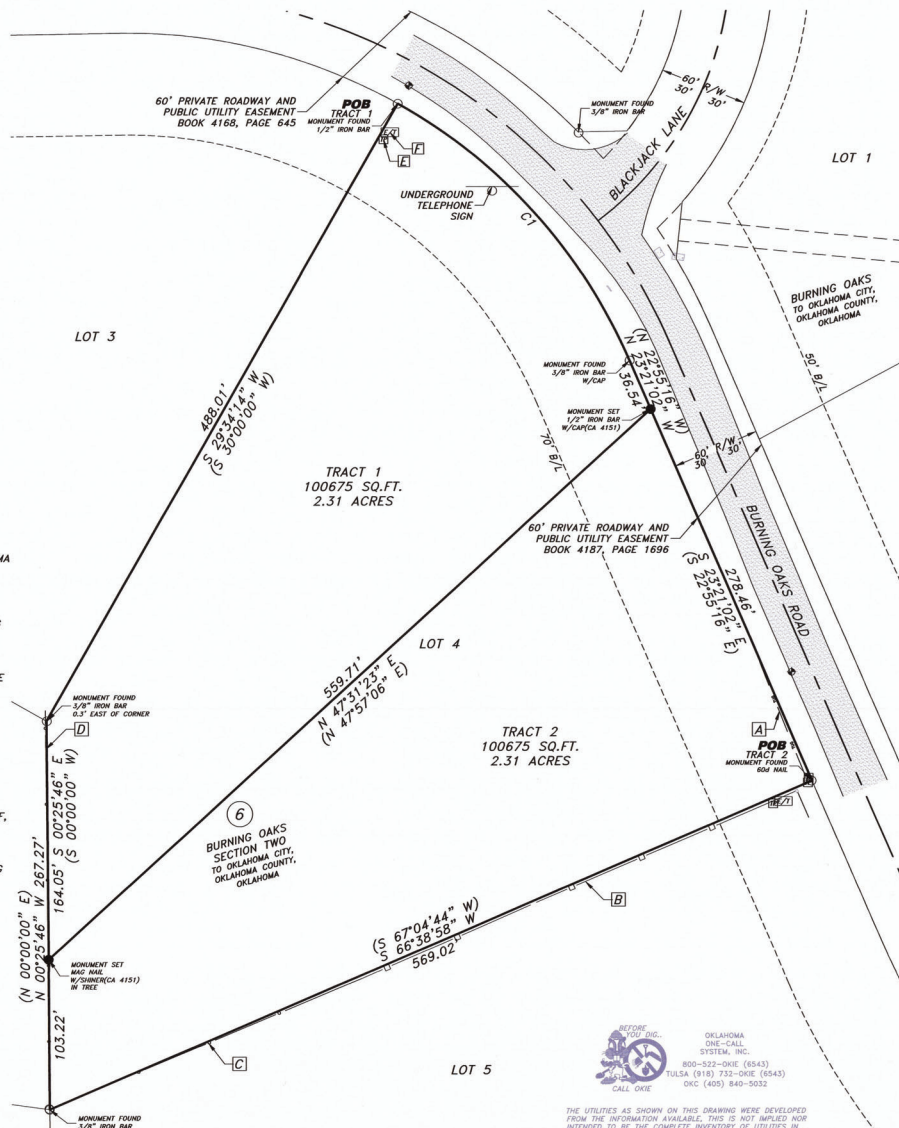 60' PRIVATE ROADWAY AND
PUBLIC UTILITY EASEMENT
BOOK 4168, PAGE 645
POB
TRACT 1
MONUMENT FOUND
1/2" IRON BAR
E
F
UNDERGROUND
TELEPHONE
SIGN
C1
MONUMENT FOUND
3/8" IRON BAR
60' R/W
30' 30'
BLACKJACK LANE
LOT 1
BURNING OAKS
TO OKLAHOMA CITY,
OKLAHOMA COUNTY,
OKLAHOMA
50' B/L
LOT 3
488.01'
S 29°34'14" W
(S 30°00'00" W)
MONUMENT FOUND
3/8" IRON BAR
W/CAP
(N 22°55'16" W)
N 23°21'02" W
36.54'
MONUMENT SET
1/2" IRON BAR
W/CAP(CA 4151)
70' B/L
60' R/W
30' 30'
TRACT 1
100675 SQ.FT.
2.31 ACRES
60' PRIVATE ROADWAY AND
PUBLIC UTILITY EASEMENT
BOOK 4187, PAGE 1696
BURNING OAKS ROAD
278.46'
S 23°21'02" E
(S 22°55'16" E)
LOT 4
559.71'
N 47°31'23" E
(N 47°57'06" E)
MA
E
MONUMENT FOUND
3/8" IRON BAR
0.3' EAST OF CORNER
D
TRACT 2
100675 SQ.FT.
2.31 ACRES
A
POB
TRACT 2
MONUMENT FOUND
60d NAIL
6
BURNING OAKS
SECTION TWO
TO OKLAHOMA CITY,
OKLAHOMA COUNTY,
OKLAHOMA
(N 00°00'00" E)
N 00°25'46" W 267.27'
164.05' S 00°25'46" E
(S 00°00'00" W)
B
(S 67°04'44" W)
S 66°38'58" W
569.02'
MONUMENT SET
MAG NAIL
W/SHINER(CA 4151)
IN TREE
103.22'
C
LOT 5
MONUMENT FOUND
3/8" IRON BAR
BEFORE
YOU DIG...
CALL OKIE
OKLAHOMA
ONE-CALL
SYSTEM, INC.
800-522-OKIE (6543)
TULSA (918) 732-OKIE (6543)
OKC (405) 840-5032
THE UTILITIES AS SHOWN ON THIS DRAWING WERE DEVELOPED
FROM THE INFORMATION AVAILABLE, THIS IS NOT IMPLIED NOR
INTENDED TO BE THE COMPLETE INVENTORY OF UTILITIES IN